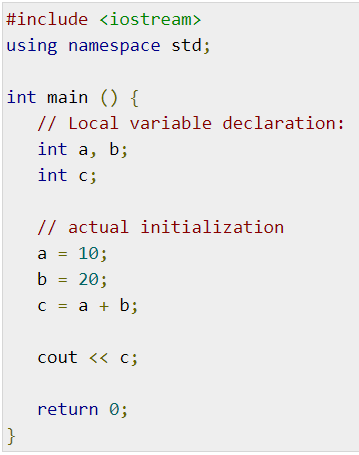 #include <iostream>
using namespace std;

int main () {
   // Local variable declaration:
   int a, b;
   int c;

   // actual initialization
   a = 10;
   b = 20;
   c = a + b;

   cout << c;

   return 0;
}